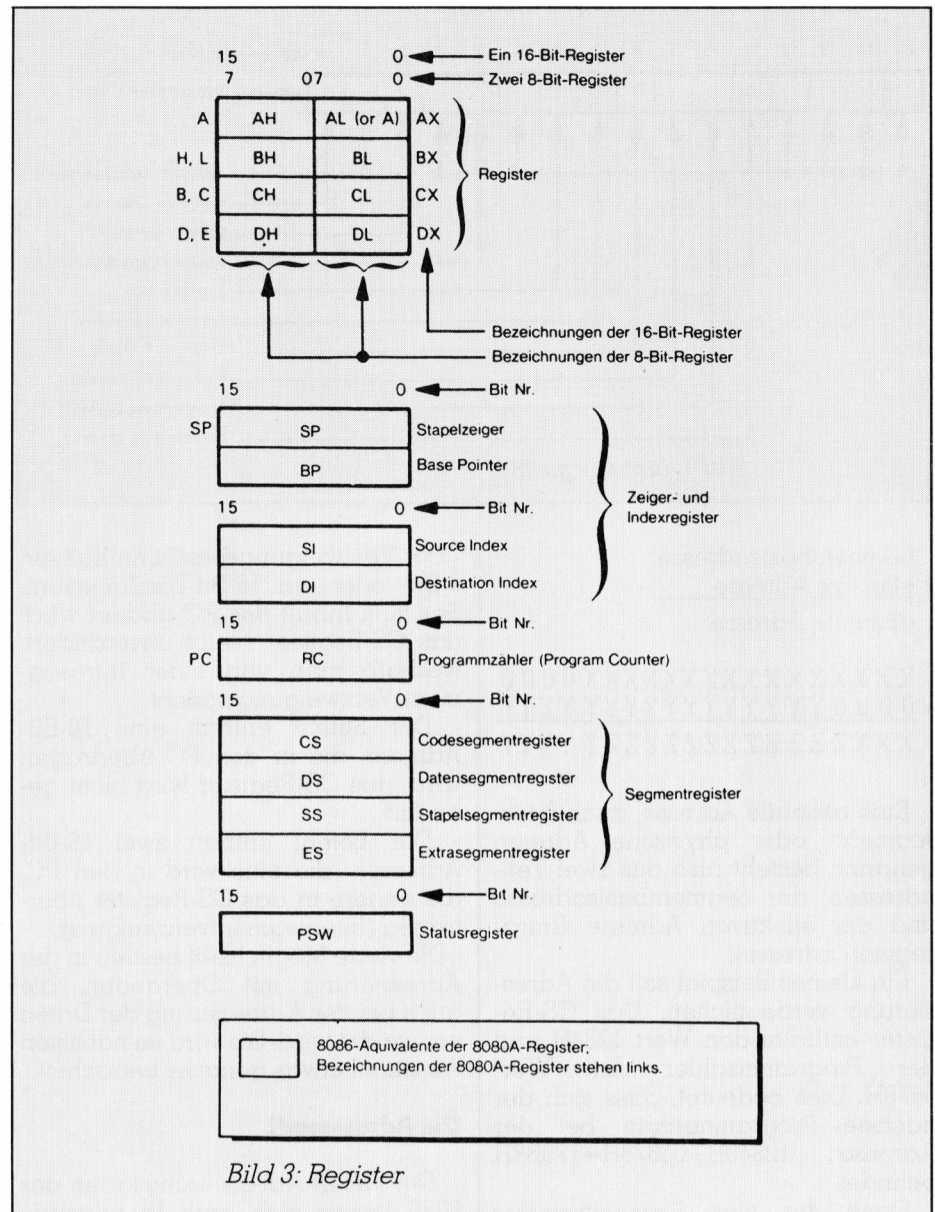 15 0 Ein 16-Bit-Register
7 07 0 Zwei 8-Bit-Register
A AH AL (or A) AX
H, L BH BL BX
Register
B, C CH CL CX
D, E DH DL DX
Bezeichnungen der 16-Bit-Register
Bezeichnungen der 8-Bit-Register
15 0 Bit Nr.
SP SP Stapelzeiger
BP Base Pointer
Zeiger- und
Indexregister
15 0 Bit Nr.
SI Source Index
DI Destination Index
15 0 Bit Nr.
PC RC Programmzähler (Program Counter)
15 0 Bit Nr.
CS Codesegmentregister
DS Datensegmentregister
Segmentregister
SS Stapelsegmentregister
ES Extrasegmentregister
15 0 Bit Nr.
PSW Statusregister
8086-Äquivalente der 8080A-Register;
Bezeichnungen der 8080A-Register stehen links.
Bild 3: Register